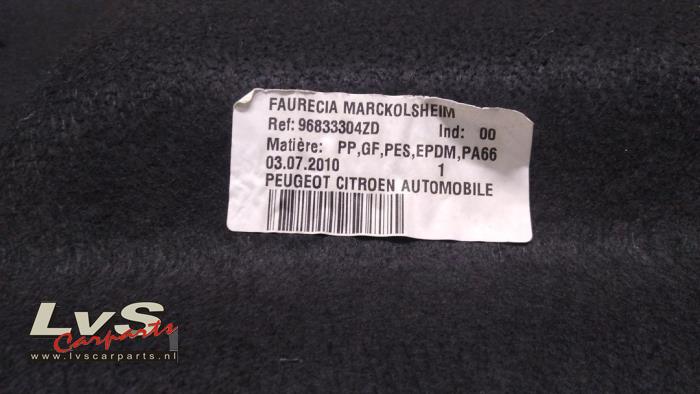 FAURECIA MARCKOLSHEIM
Ref: 96833304ZD Ind: 00
Matière: PP,GF,PES,EPDM,PA66
03.07.2010 1
PEUGEOT CITROEN AUTOMOBILE
LvS
Carparts
www.lvscarparts.nl